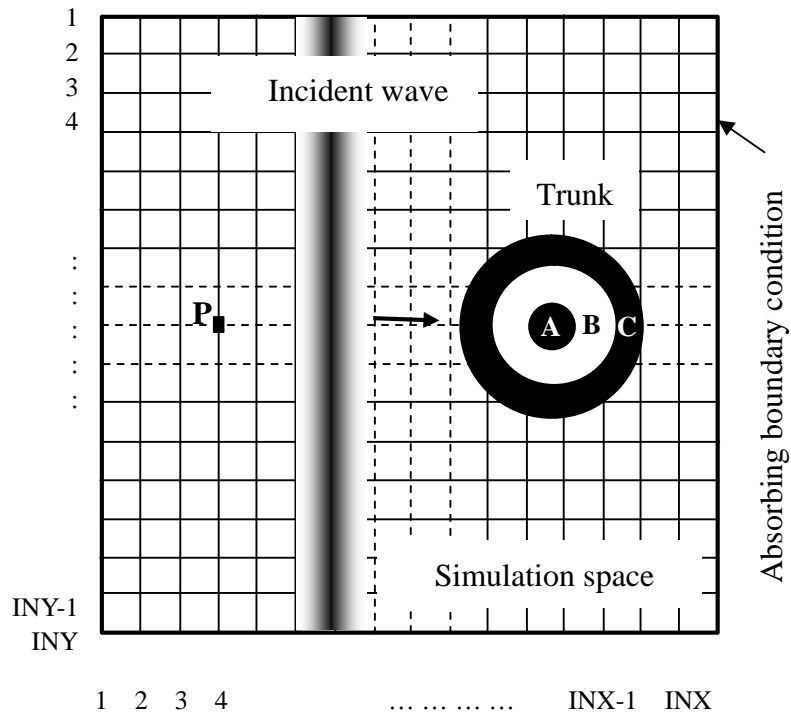 1
2
3
4
Incident wave
Trunk
:
:
:
:
:
P
A B C
Absorbing boundary condition
Simulation space
INY-1
INY
1 2 3 4 … … … … INX-1 INX